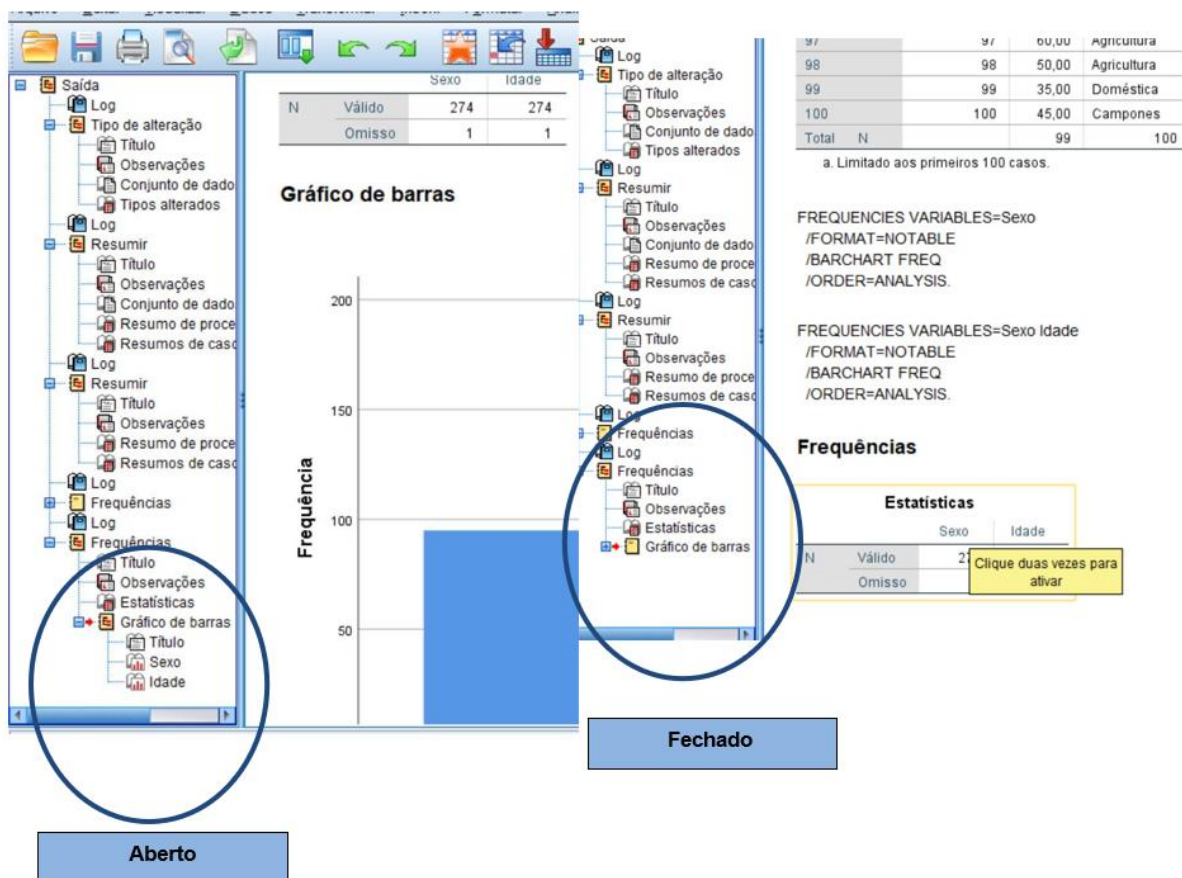 Saída
Log
Tipo de alteração
Título
Observações
Conjunto de dado
Tipos alterados
Log
Resumir
Título
Observações
Conjunto de dado
Resumo de proce
Resumos de caso
Log
Resumir
Título
Observações
Resumo de proce
Resumos de caso
Log
Frequências
Log
Frequências
Título
Observações
Estatísticas
Gráfico de barras
Título
Sexo
Idade
Sexo Idade
N Válido 274 274
Omisso 1 1
Gráfico de barras
200
150
100
50
Frequência
Aberto
Log
Tipo de alteração
Título
Observações
Conjunto de dado
Tipos alterados
Log
Resumir
Título
Observações
Conjunto de dado
Resumo de proce
Resumos de caso
Log
Resumir
Título
Observações
Resumo de proce
Resumos de caso
Log
Frequências
Log
Frequências
Título
Observações
Estatísticas
Gráfico de barras
97 97 60,00 Agricultura
98 98 50,00 Agricultura
99 99 35,00 Doméstica
100 100 45,00 Campones
Total N 99 100
a. Limitado aos primeiros 100 casos.
FREQUENCIES VARIABLES=Sexo
/FORMAT=NOTABLE
/BARCHART FREQ
/ORDER=ANALYSIS.
FREQUENCIES VARIABLES=Sexo Idade
/FORMAT=NOTABLE
/BARCHART FREQ
/ORDER=ANALYSIS.
Frequências
Estatísticas
Sexo Idade
N Válido
Omisso
Clique duas vezes para
ativar
Fechado